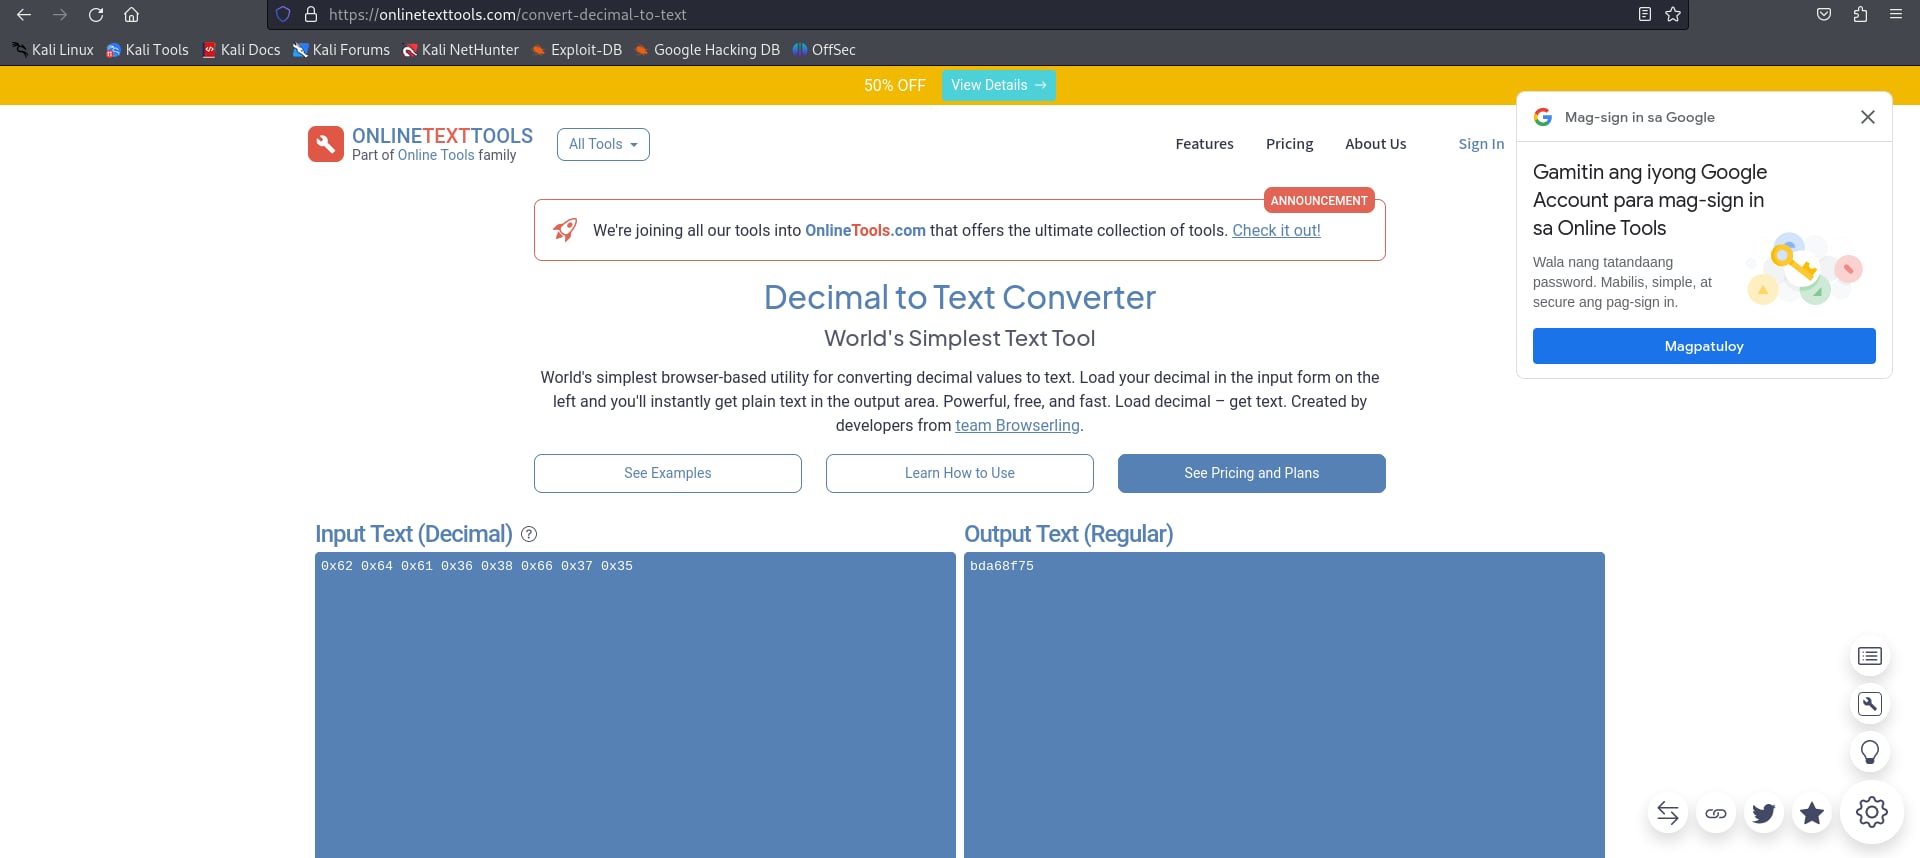 https://onlinetexttools.com/convert-decimal-to-text
Kali Linux Kali Tools Kali Docs Kali Forums Kali NetHunter Exploit-DB Google Hacking DB OffSec
50% OFF View Details →
ONLINETEXTTOOLS
Part of Online Tools family
All Tools
Features Pricing About Us Sign In
Mag-sign in sa Google
Gamitin ang iyong Google
Account para mag-sign in
sa Online Tools
Wala nang tatandaang
password. Mabilis, simple, at
secure ang pag-sign in.
Magpatuloy
ANNOUNCEMENT
We're joining all our tools into OnlineTools.com that offers the ultimate collection of tools. Check it out!
Decimal to Text Converter
World's Simplest Text Tool
World's simplest browser-based utility for converting decimal values to text. Load your decimal in the input form on the
left and you'll instantly get plain text in the output area. Powerful, free, and fast. Load decimal – get text. Created by
developers from team Browserling.
See Examples Learn How to Use See Pricing and Plans
Input Text (Decimal) ?
0x62 0x64 0x61 0x36 0x38 0x66 0x37 0x35
Output Text (Regular)
bda68f75